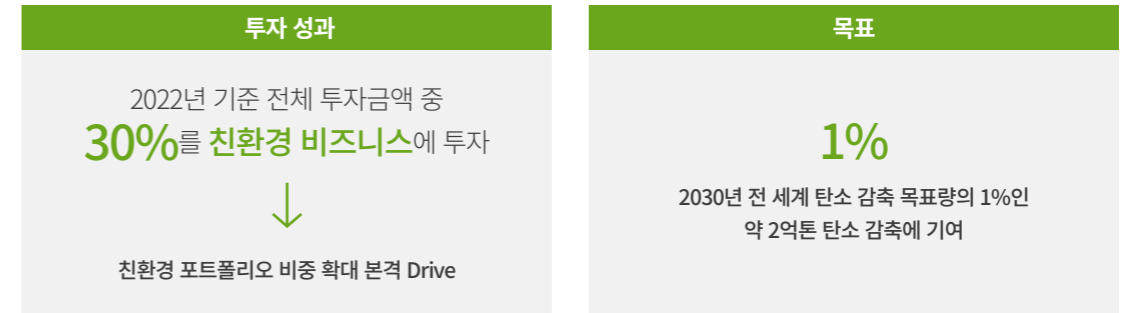 투자 성과
2022년 기준 전체 투자금액 중
30%를 친환경 비즈니스에 투자
친환경 포트폴리오 비중 확대 본격 Drive
목표
1%
2030년 전 세계 탄소 감축 목표량의 1%인
약 2억톤 탄소 감축에 기여